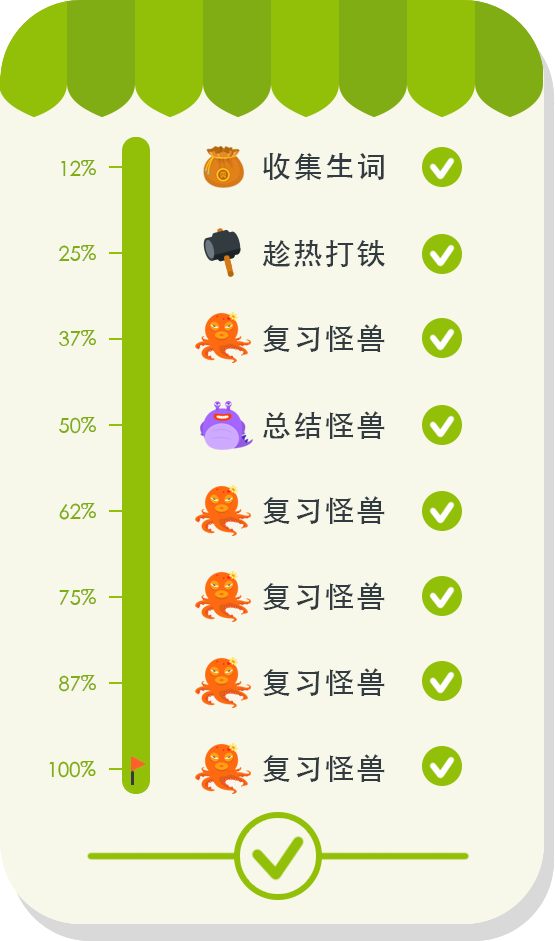 12% 收集生词
25% 趁热打铁
37% 复习怪兽
50% 总结怪兽
62% 复习怪兽
75% 复习怪兽
87% 复习怪兽
100% 复习怪兽